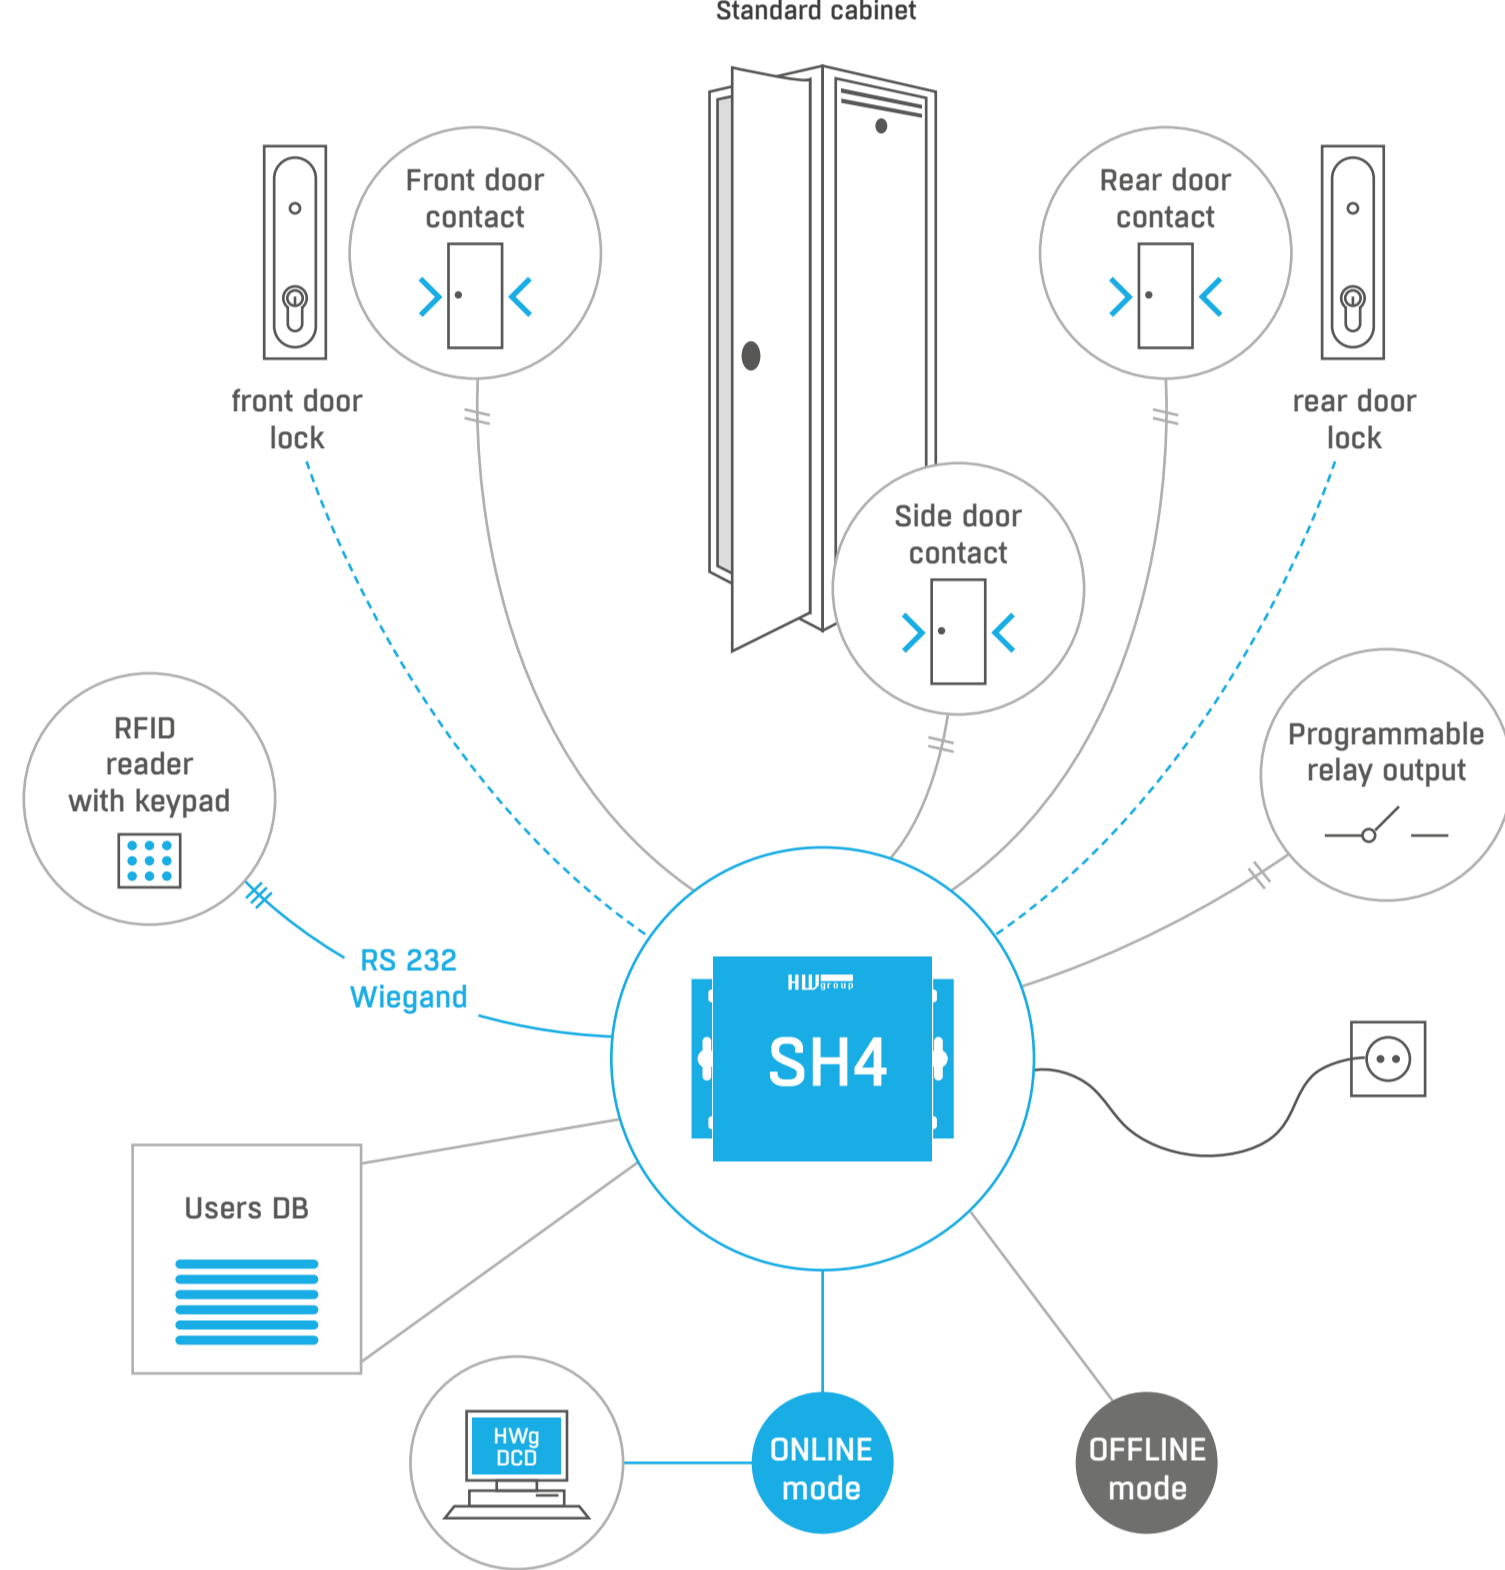 Standard cabinet
Front door
contact
Rear door
contact
front door
lock
rear door
lock
Side door
contact
RFID
reader
with keypad
Programmable
relay output
RS 232
Wiegand
HW
group
SH4
Users DB
HWg
DCD
ONLINE
mode
OFFLINE
mode